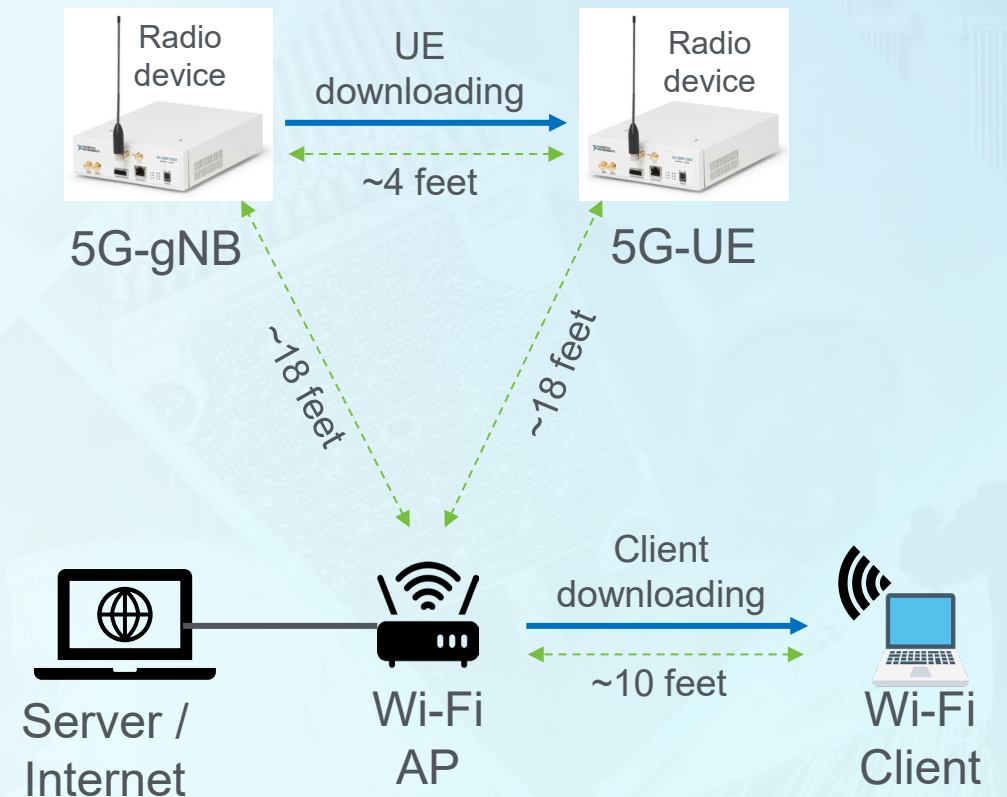 Radio
device
UE
downloading
Radio
device
~4 feet
5G-gNB
5G-UE
~18 feet
~18 feet
Client
downloading
~10 feet
Server /
Internet
Wi-Fi
AP
Wi-Fi
Client